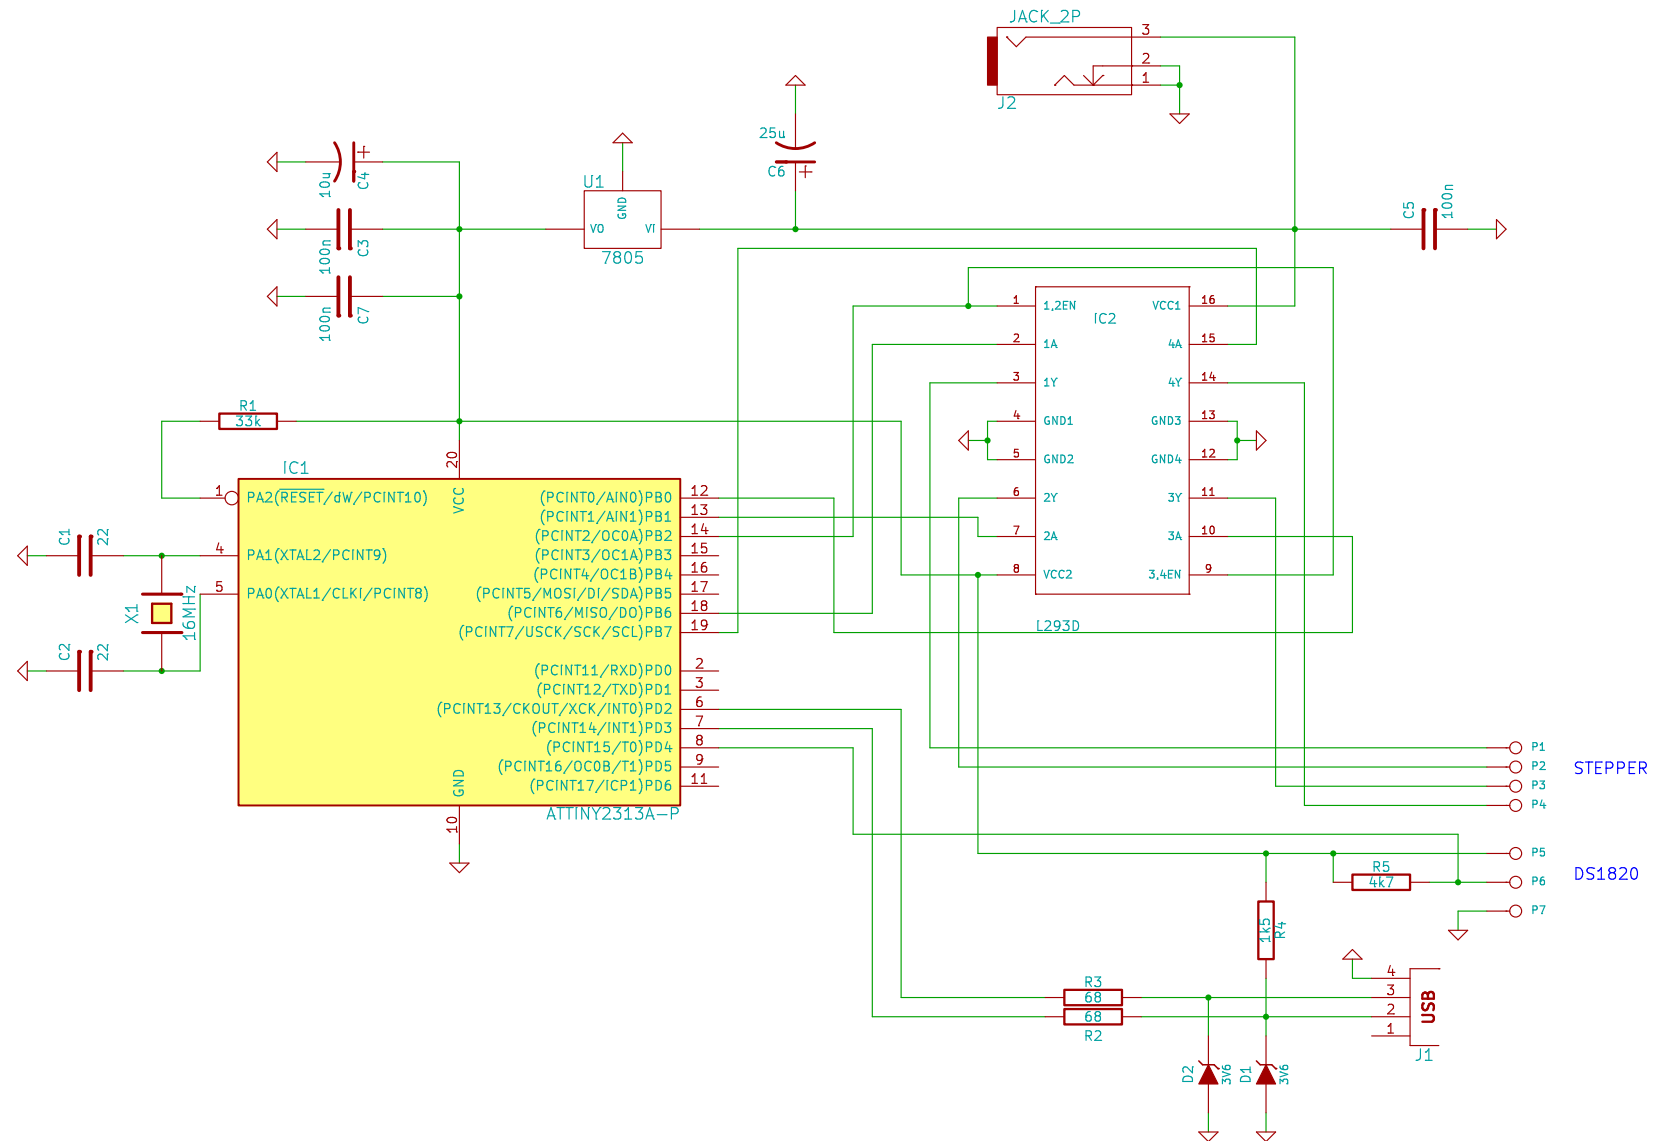 JACK_2P
3
2
1
J2
25u
C6
10u
C4
100n
C3
100n
C7
U1
GND
VO
VI
7805
C5
100n
IC2
1
1,2EN
VCC1
16
2
1A
4A
15
3
1Y
4Y
14
4
GND1
GND3
13
5
GND2
GND4
12
6
2Y
3Y
11
7
2A
3A
10
8
VCC2
3,4EN
9
L293D
R1
33k
20
VCC
IC1
1
PA2(RESET/dW/PCINT10)
4
PA1(XTAL2/PCINT9)
5
PA0(XTAL1/CLKI/PCINT8)
C1
22
X1
16MHz
C2
22
(PCINT0/AIN0)PB0
12
(PCINT1/AIN1)PB1
13
(PCINT2/OC0A)PB2
14
(PCINT3/OC1A)PB3
15
(PCINT4/OC1B)PB4
16
(PCINT5/MOSI/DI/SDA)PB5
17
(PCINT6/MISO/DO)PB6
18
(PCINT7/USCK/SCK/SCL)PB7
19
(PCINT11/RXD)PD0
2
(PCINT12/TXD)PD1
3
(PCINT13/CKOUT/XCK/INT0)PD2
6
(PCINT14/INT1)PD3
7
(PCINT15/T0)PD4
8
(PCINT16/OC0B/T1)PD5
9
(PCINT17/ICP1)PD6
11
GND
10
ATTINY2313A-P
P1
P2
P3
P4
STEPPER
P5
P6
P7
DS1820
R5
4k7
1k5
R4
R3
68
68
R2
4
3
2
1
USB
J1
D2
3V6
D1
3V6